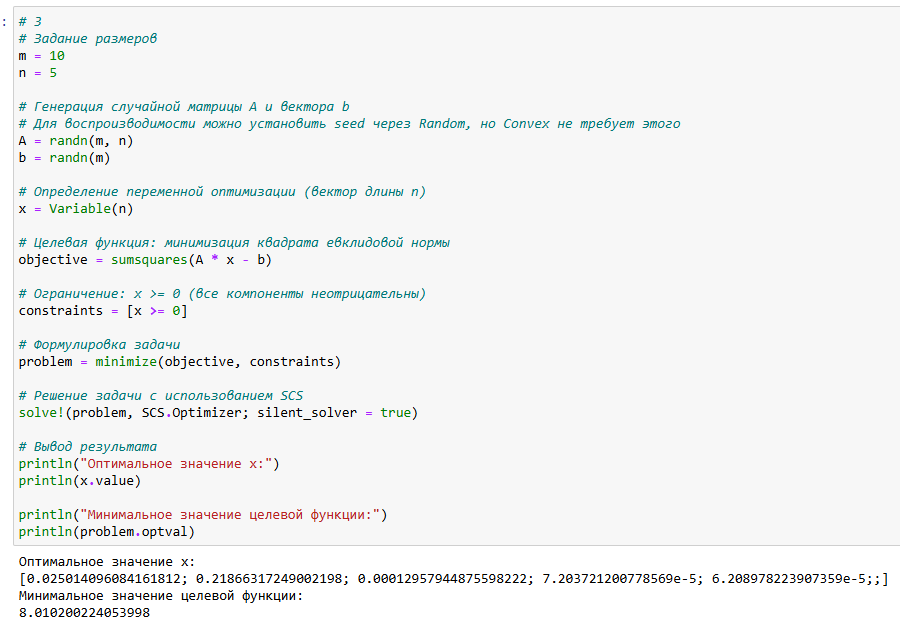 : # 3
# Задание размеров
m = 10
n = 5
# Генерация случайной матрицы A и вектора b
# Для воспроизводимости можно установить seed через Random, но Convex не требует этого
A = randn(m, n)
b = randn(m)
# Определение переменной оптимизации (вектор длины n)
x = Variable(n)
# Целевая функция: минимизация квадрата евклидовой нормы
objective = sumsquares(A * x - b)
# Ограничение: x >= 0 (все компоненты неотрицательны)
constraints = [x >= 0]
# Формулировка задачи
problem = minimize(objective, constraints)
# Решение задачи с использованием SCS
solve!(problem, SCS.Optimizer; silent_solver = true)
# Вывод результата
println("Оптимальное значение x:")
println(x.value)
println("Минимальное значение целевой функции:")
println(problem.optval)
Оптимальное значение x:
[0.025014096084161812; 0.21866317249002198; 0.00012957944875598222; 7.203721200778569e-5; 6.208978223907359e-5;;]
Минимальное значение целевой функции:
8.010200224053998